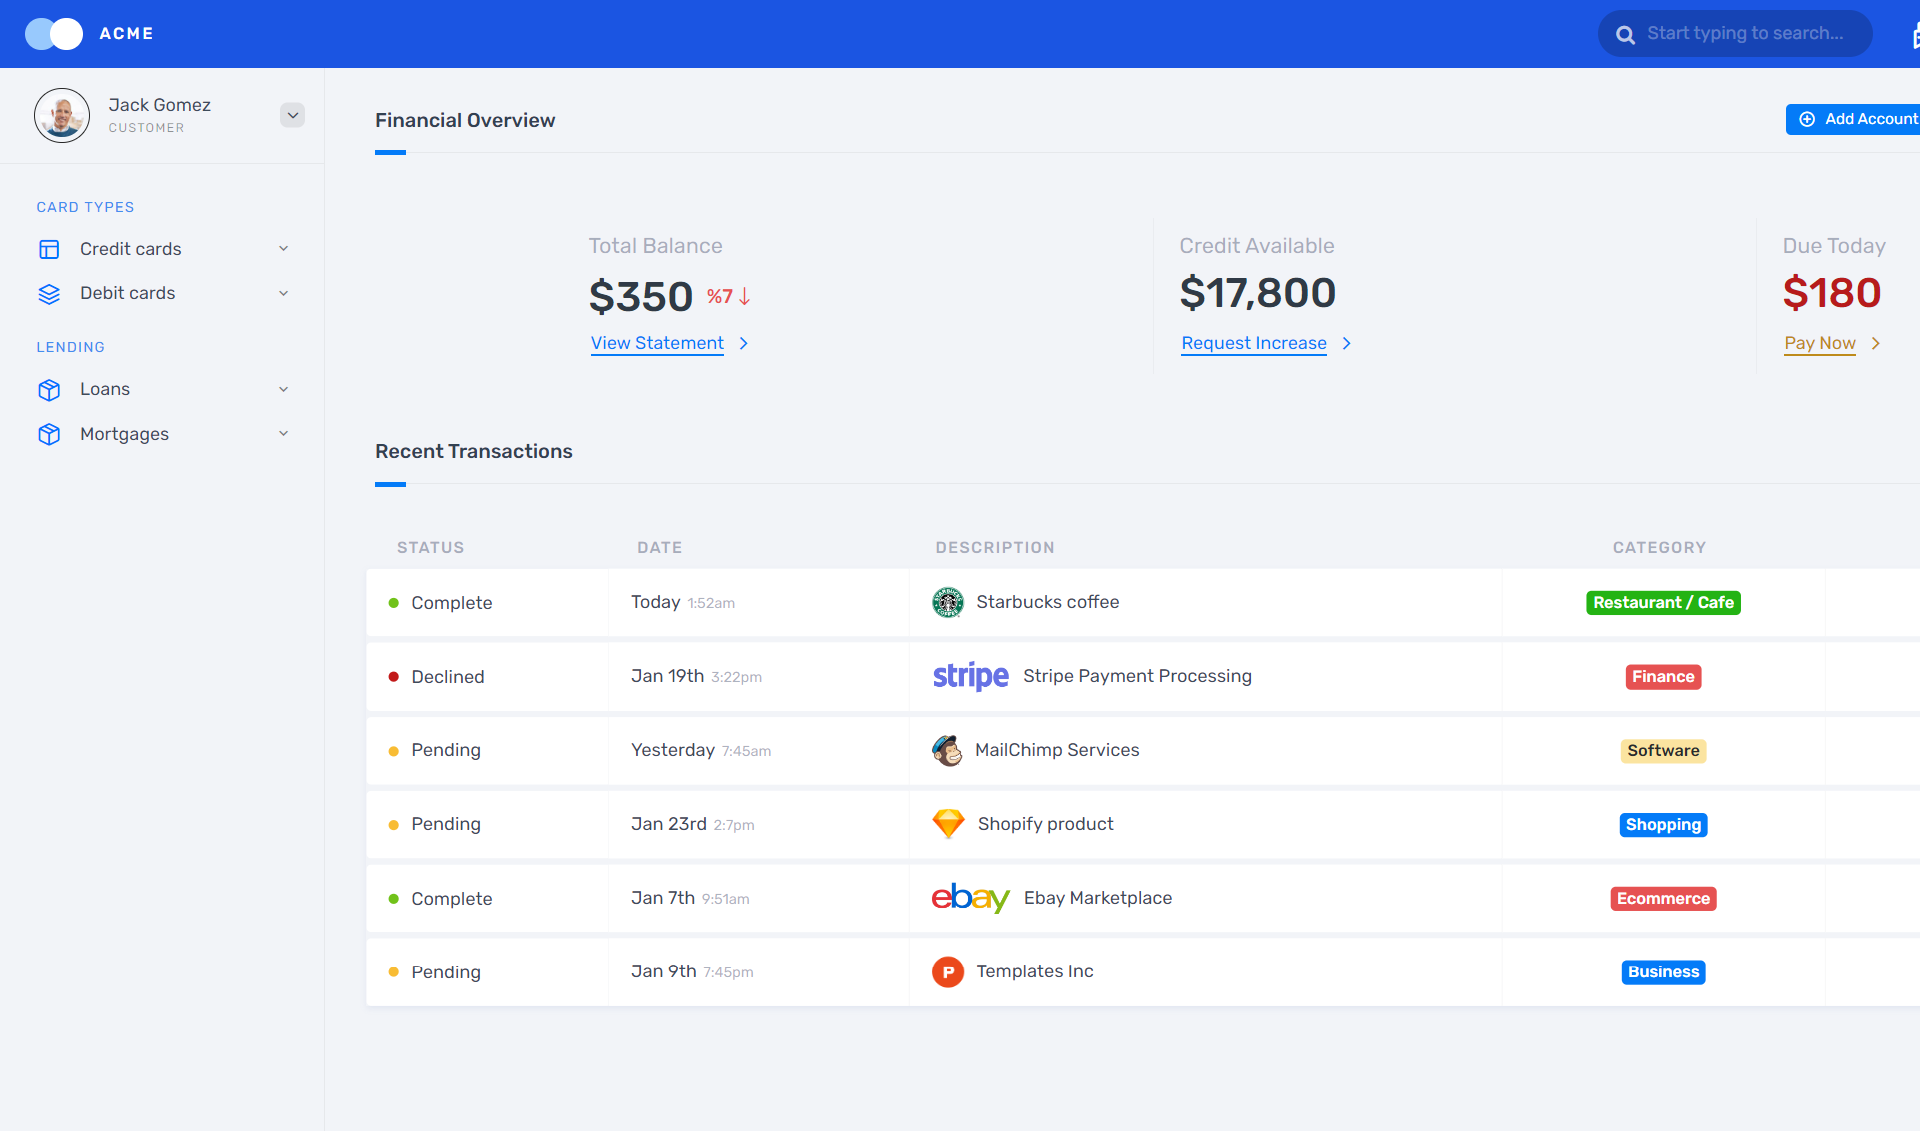 ACME
Start typing to search...
Jack Gomez
CUSTOMER
Financial Overview
Add Account
CARD TYPES
Credit cards
Debit cards
LENDING
Loans
Mortgages
Total Balance
$350 %7
View Statement
Credit Available
$17,800
Request Increase
Due Today
$180
Pay Now
Recent Transactions
STATUS DATE DESCRIPTION CATEGORY
Complete Today 1:52am Starbucks coffee Restaurant / Cafe
Declined Jan 19th 3:22pm stripe Stripe Payment Processing Finance
Pending Yesterday 7:45am MailChimp Services Software
Pending Jan 23rd 2:7pm Shopify product Shopping
Complete Jan 7th 9:51am ebay Ebay Marketplace Ecommerce
Pending Jan 9th 7:45pm P Templates Inc Business